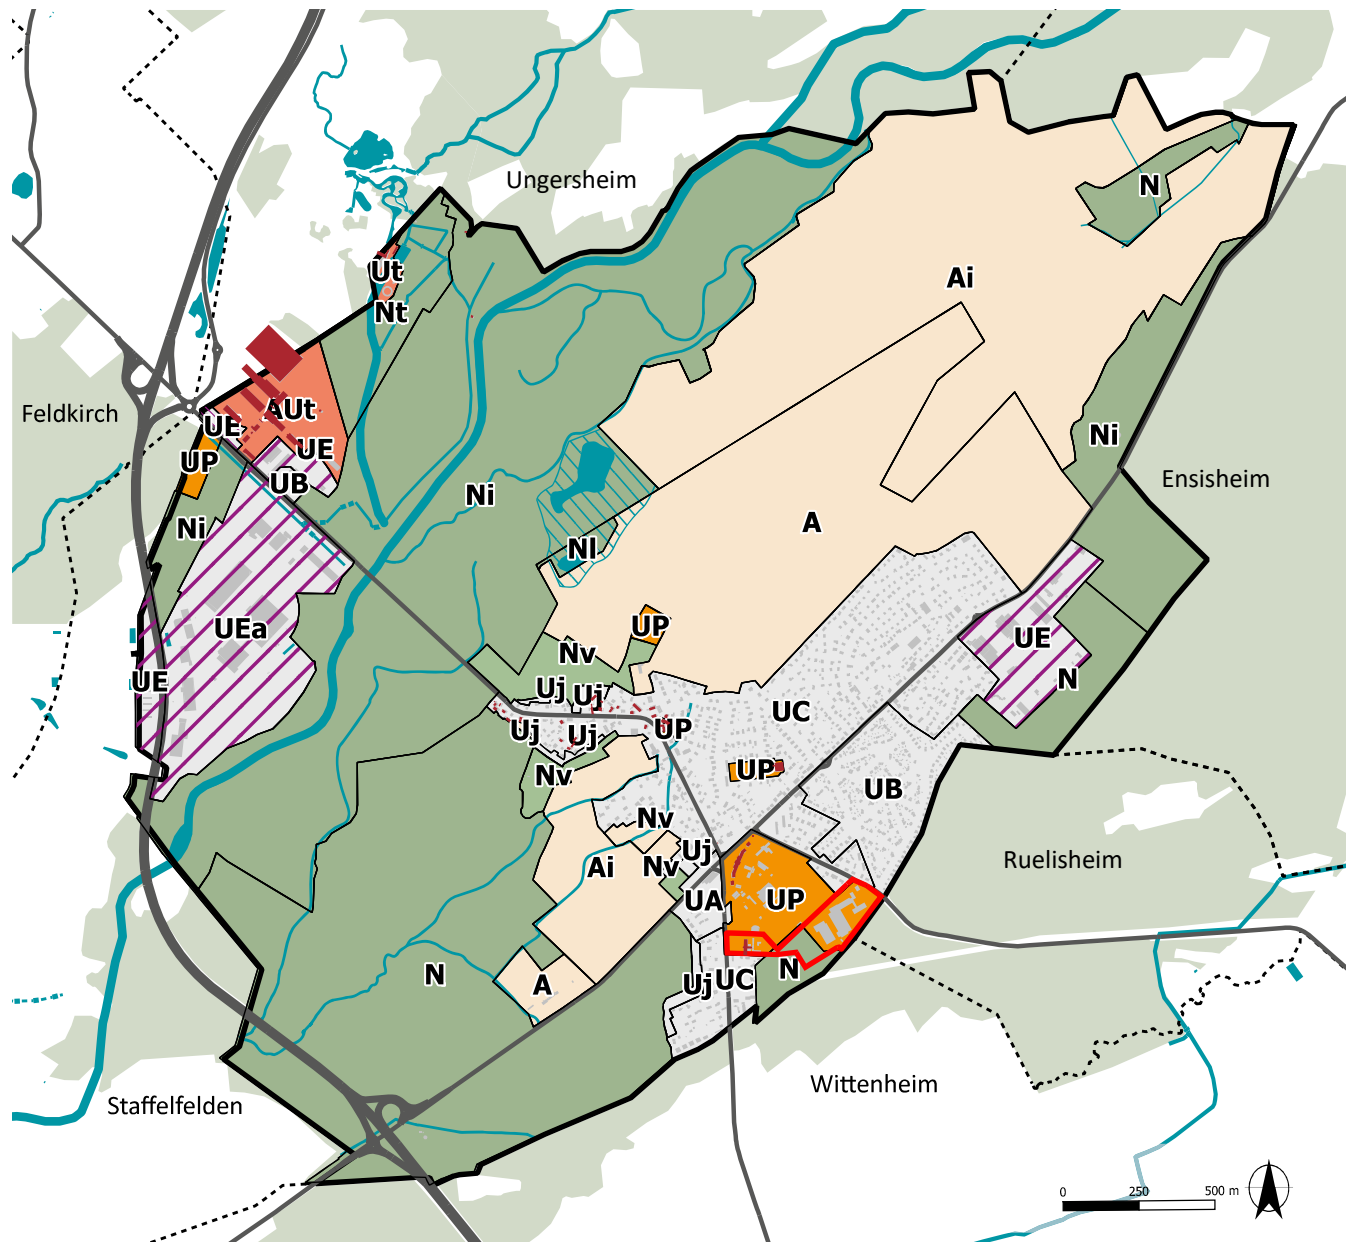 Ungersheim
N
Ut
Ai
Nt
Feldkirch
UE
AUt
UE
UP
UB
Ni
Ni
Ensisheim
Ni
A
Nl
UEa
UP
UE
Nv
UE
N
Uj
Uj
UC
Uj
Uj
UP
Nv
UP
UB
Nv
Uj
Nv
Ai
Ruelisheim
UA
UP
N
N
A
Uj
UC
Wittenheim
Staffelfelden
0 250 500 m